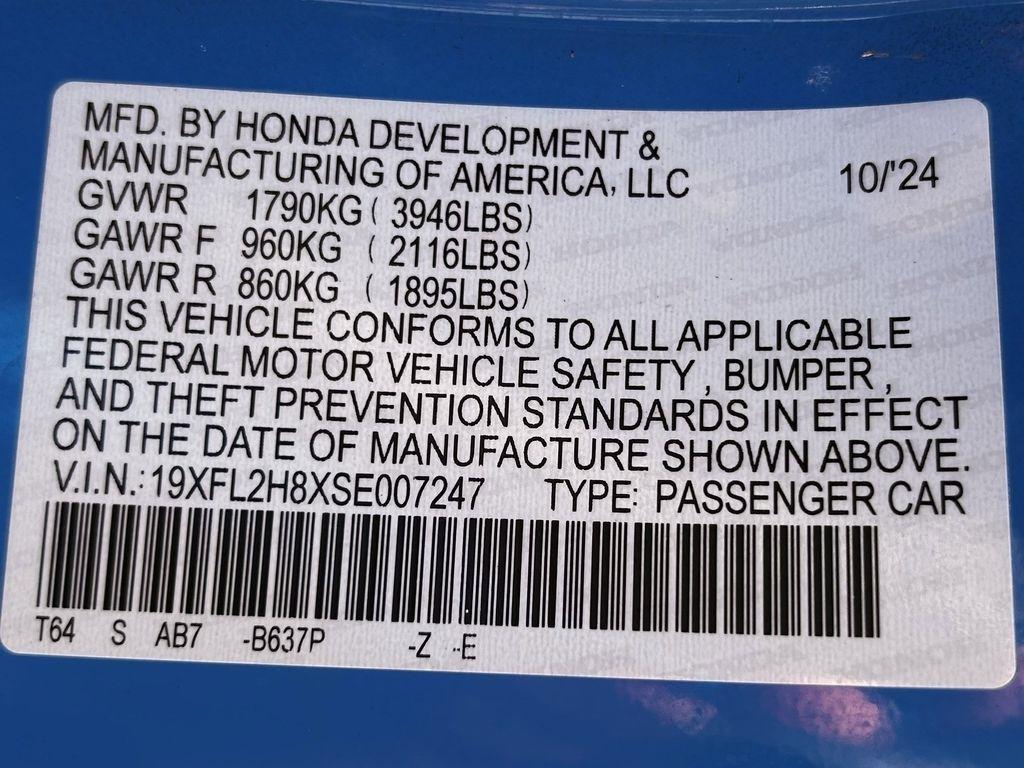 MFD. BY HONDA DEVELOPMENT &
MANUFACTURING OF AMERICA, LLC 10/'24
GVWR 1790KG ( 3946LBS)
GAWR F 960KG ( 2116LBS)
GAWR R 860KG ( 1895LBS)
THIS VEHICLE CONFORMS TO ALL APPLICABLE
FEDERAL MOTOR VEHICLE SAFETY , BUMPER ,
AND THEFT PREVENTION STANDARDS IN EFFECT
ON THE DATE OF MANUFACTURE SHOWN ABOVE.
V.I.N.: 19XFL2H8XSE007247 TYPE: PASSENGER CAR
T64 S AB7 -B637P -Z -E